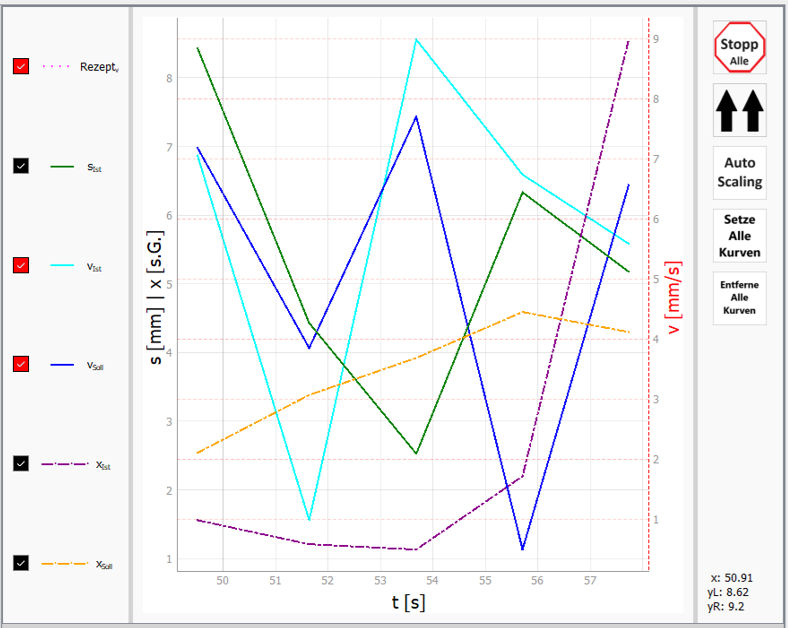 Rezeptᵥ
s_Ist
v_Ist
v_Soll
x_Ist
x_Soll
s [mm] | x [s.G.]
8
7
6
5
4
3
2
1
50 51 52 53 54 55 56 57
t [s]
9
8
7
6
5
4
3
2
1
v [mm/s]
Stopp
Alle
Auto
Scaling
Setze
Alle
Kurven
Entferne
Alle
Kurven
x: 50.91
yL: 8.62
yR: 9.2